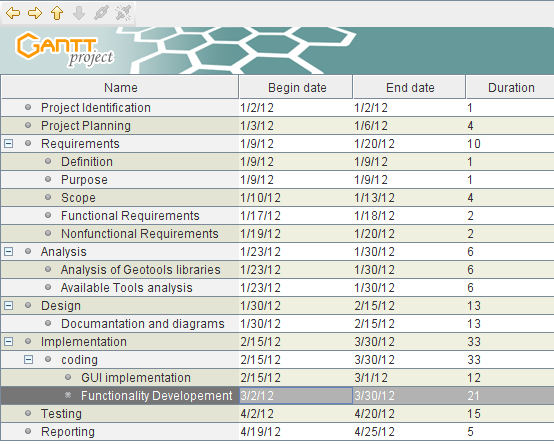 GANTT
project
Name Begin date End date Duration
Project Identification 1/2/12 1/2/12 1
Project Planning 1/3/12 1/6/12 4
Requirements 1/9/12 1/20/12 10
Definition 1/9/12 1/9/12 1
Purpose 1/9/12 1/9/12 1
Scope 1/10/12 1/13/12 4
Functional Requirements 1/17/12 1/18/12 2
Nonfunctional Requirements 1/19/12 1/20/12 2
Analysis 1/23/12 1/30/12 6
Analysis of Geotools libraries 1/23/12 1/30/12 6
Available Tools analysis 1/23/12 1/30/12 6
Design 1/30/12 2/15/12 13
Documantation and diagrams 1/30/12 2/15/12 13
Implementation 2/15/12 3/30/12 33
coding 2/15/12 3/30/12 33
GUI implementation 2/15/12 3/1/12 12
Functionality Developement 3/2/12 3/30/12 21
Testing 4/2/12 4/20/12 15
Reporting 4/19/12 4/25/12 5